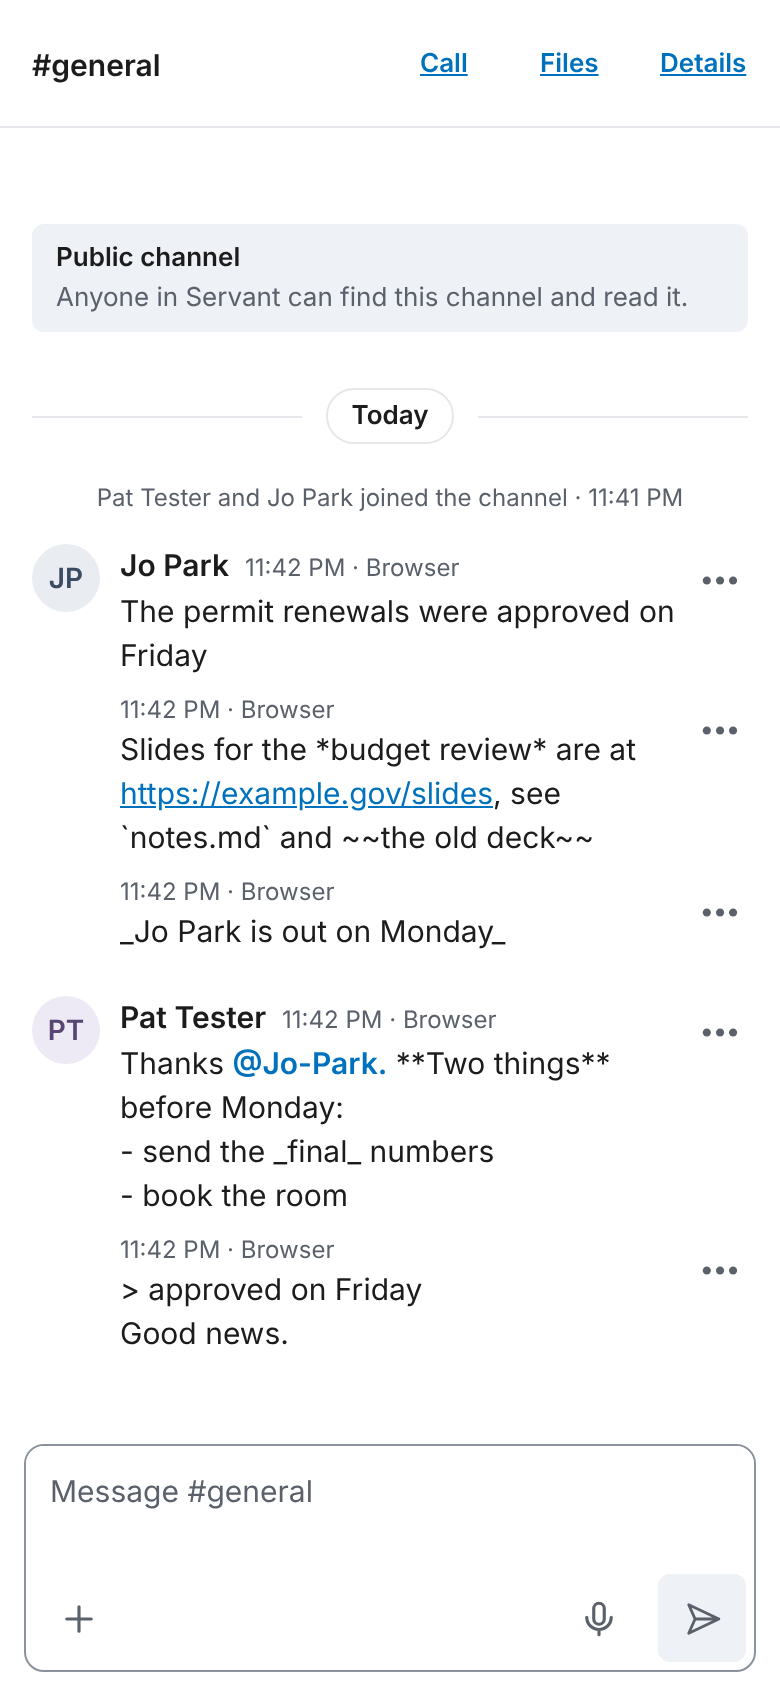 #general
Call
Files
Details
Public channel
Anyone in Servant can find this channel and read it.
Today
Pat Tester and Jo Park joined the channel · 11:41 PM
JP
Jo Park 11:42 PM · Browser
The permit renewals were approved on
Friday
11:42 PM · Browser
Slides for the *budget review* are at
https://example.gov/slides, see
`notes.md` and ~~the old deck~~
11:42 PM · Browser
_Jo Park is out on Monday_
PT
Pat Tester 11:42 PM · Browser
Thanks @Jo-Park. **Two things**
before Monday:
- send the _final_ numbers
- book the room
11:42 PM · Browser
> approved on Friday
Good news.
Message #general